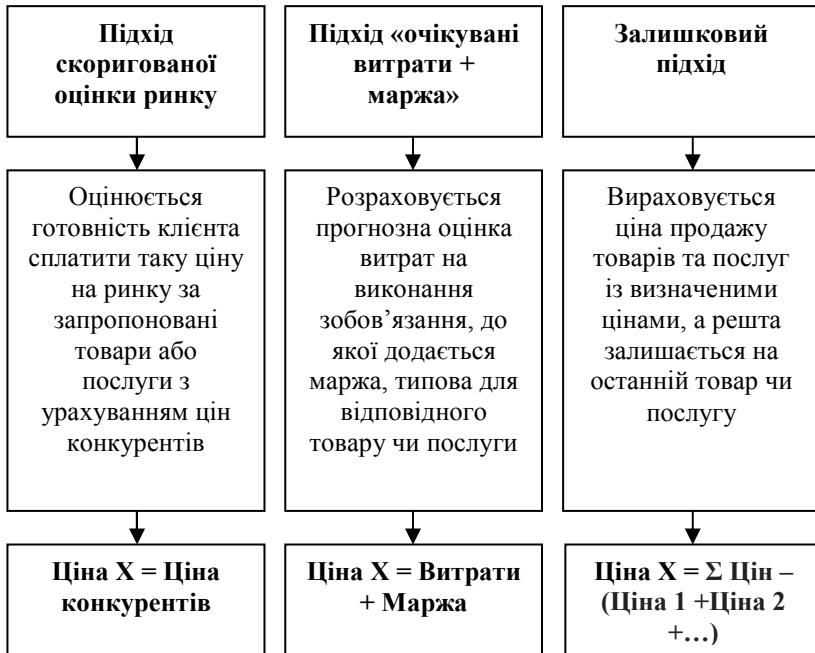 Підхід
скоригованої
оцінки ринку
Оцінюється
готовність клієнта
сплатити таку ціну
на ринку за
запропоновані
товари або
послуги з
урахуванням цін
конкурентів
Ціна X = Ціна
конкурентів
Підхід «очікувані
витрати +
маржа»
Розраховується
прогнозна оцінка
витрат на
виконання
зобов’язання, до
якої додається
маржа, типова для
відповідного
товару чи послуги
Ціна X = Витрати
+ Маржа
Залишковий
підхід
Вираховується
ціна продажу
товарів та послуг
із визначеними
цінами, а решта
залишається на
останній товар чи
послугу
Ціна X = Σ Цін –
(Ціна 1 +Ціна 2
+…)